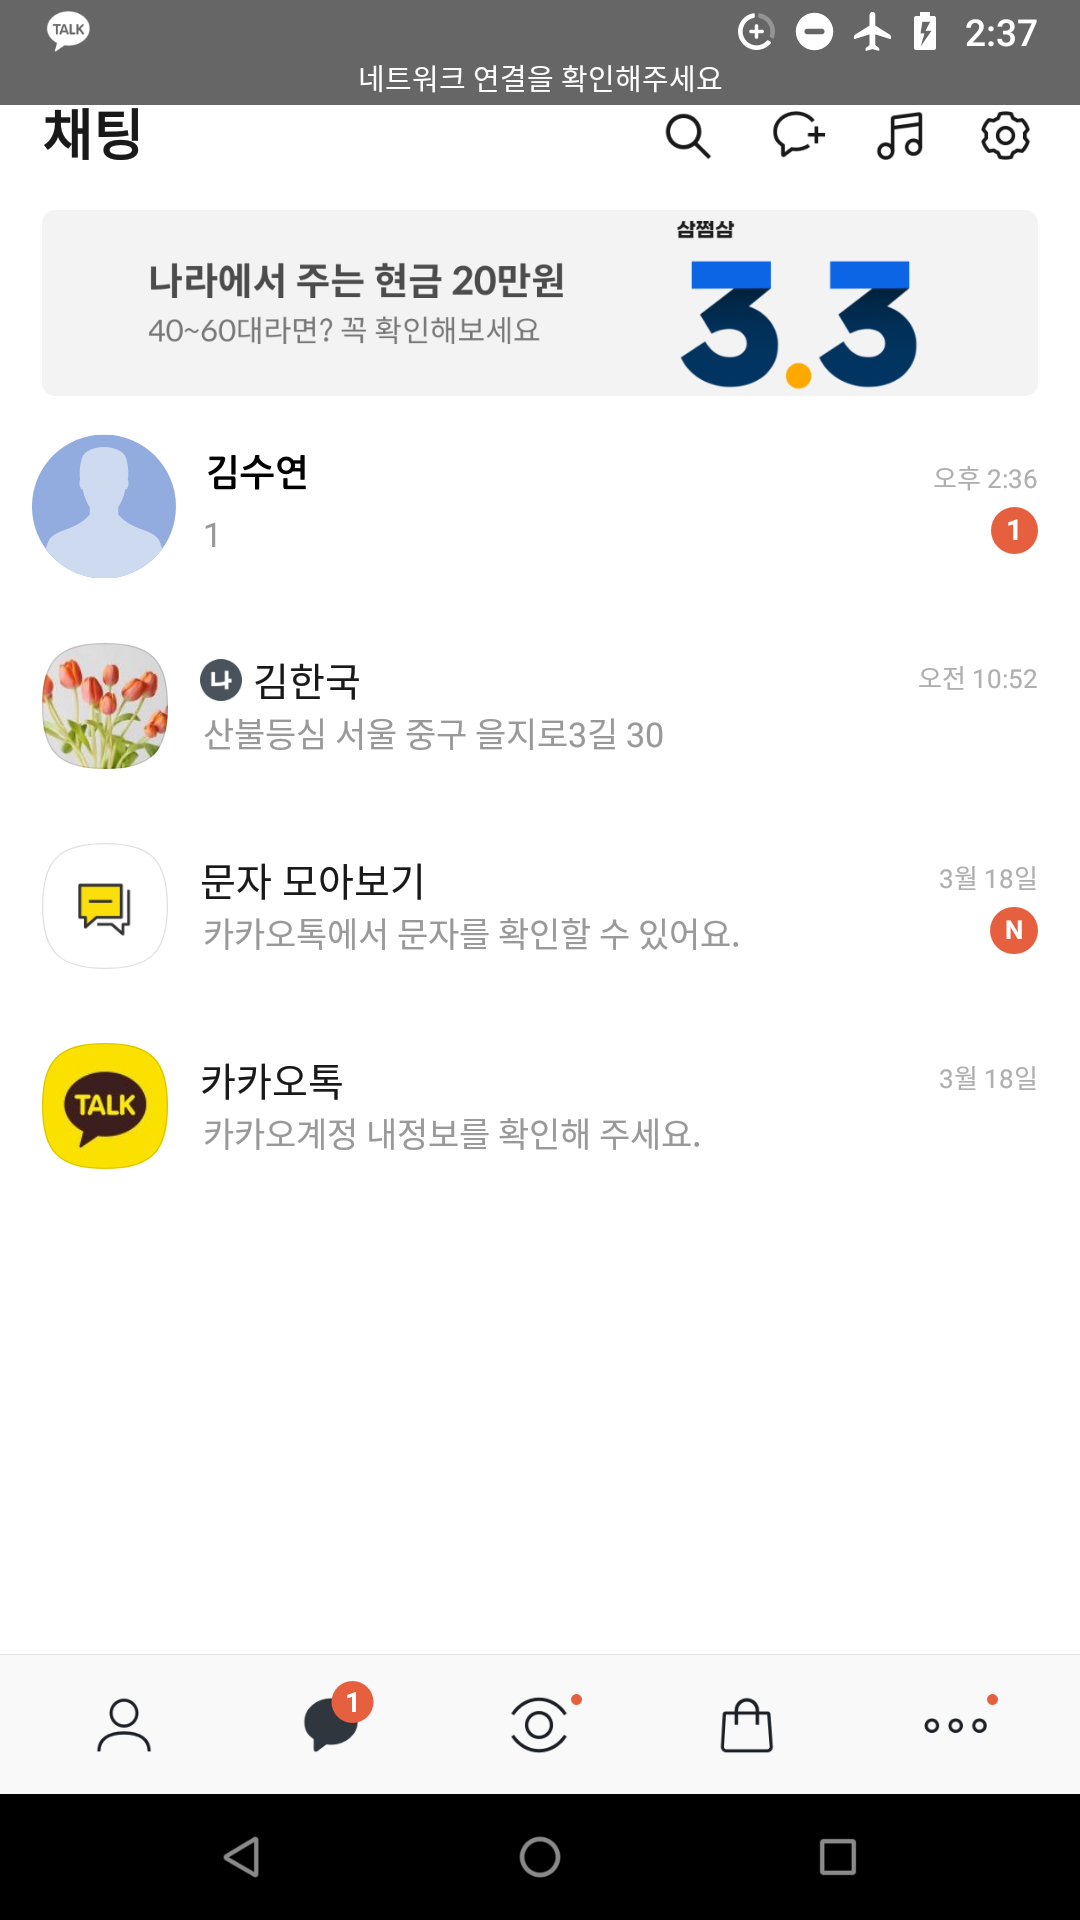 TALK
2:37
네트워크 연결을 확인해주세요
채팅
나라에서 주는 현금 20만원
40~60대라면? 꼭 확인해보세요
삼쩜삼
3.3
김수연
오후 2:36
1
1
나 김한국
오전 10:52
산불등심 서울 중구 을지로3길 30
문자 모아보기
3월 18일
카카오톡에서 문자를 확인할 수 있어요.
N
TALK
카카오톡
3월 18일
카카오계정 내정보를 확인해 주세요.
1